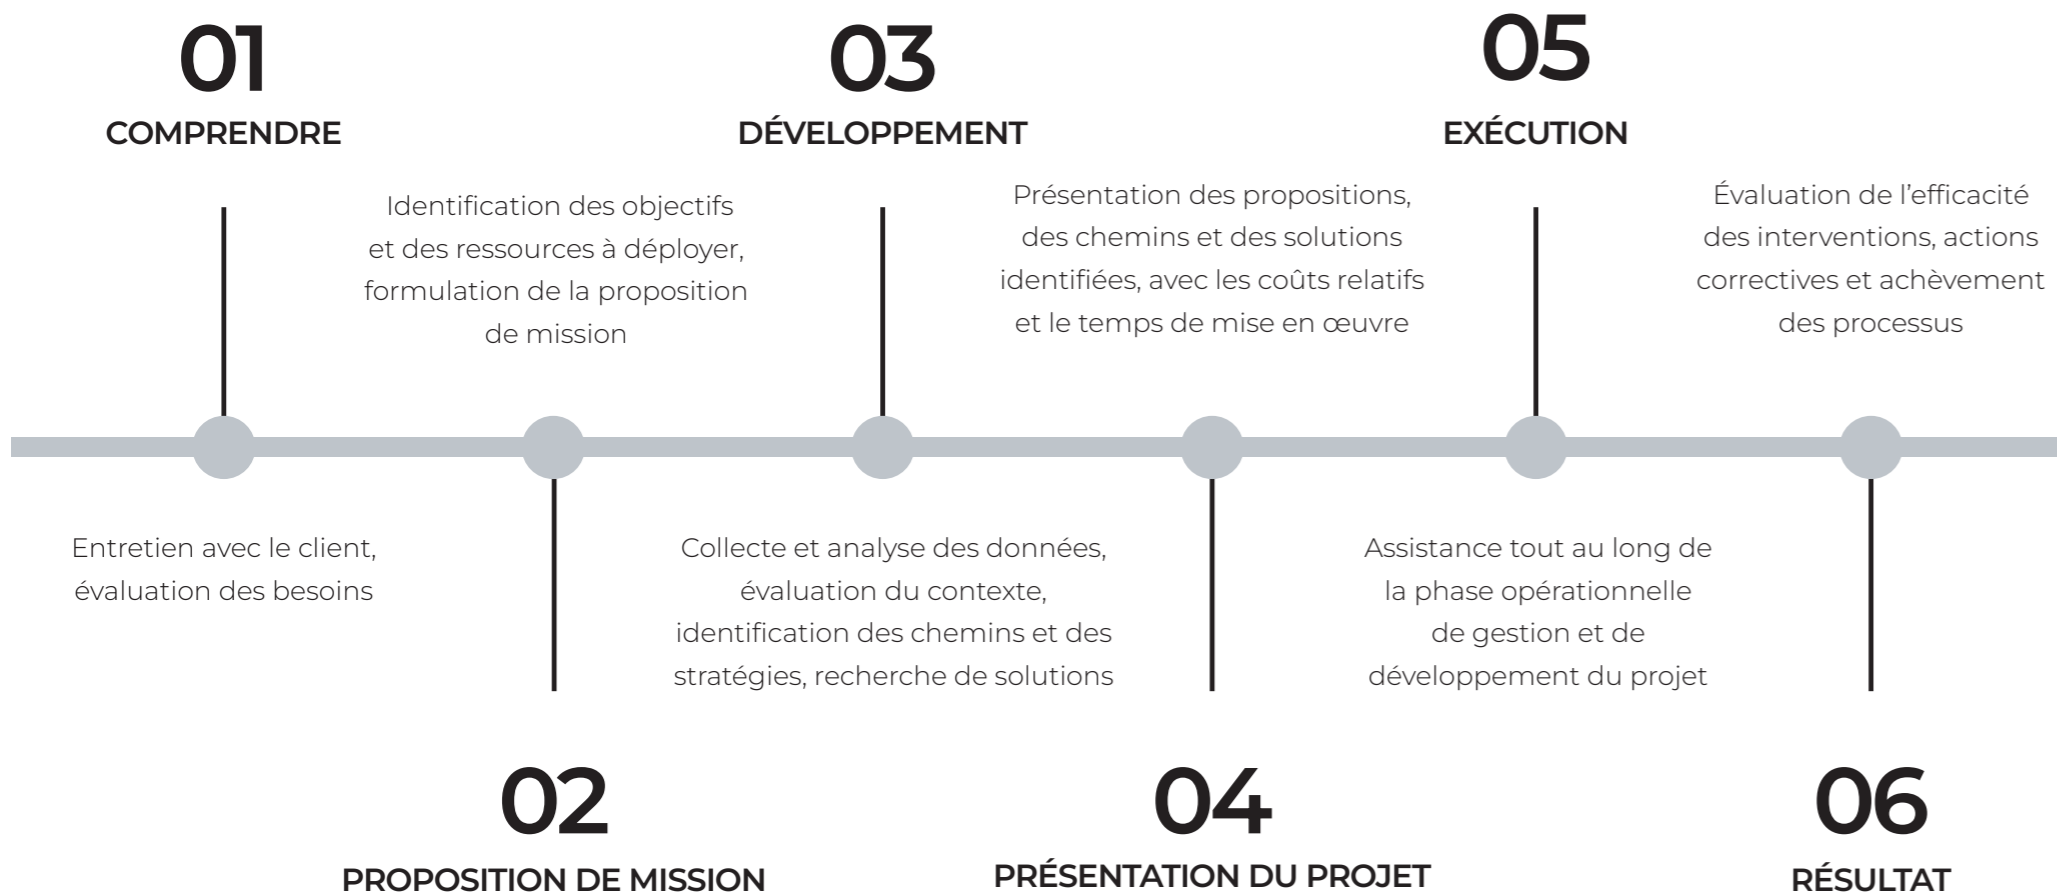 01
COMPRENDRE
Entretien avec le client,
évaluation des besoins
Identification des objectifs
et des ressources à déployer,
formulation de la proposition
de mission
02
PROPOSITION DE MISSION
03
DÉVELOPPEMENT
Collecte et analyse des données,
évaluation du contexte,
identification des chemins et des
stratégies, recherche de solutions
Présentation des propositions,
des chemins et des solutions
identifiées, avec les coûts relatifs
et le temps de mise en œuvre
04
PRÉSENTATION DU PROJET
05
EXÉCUTION
Assistance tout au long de
la phase opérationnelle
de gestion et de
développement du projet
Évaluation de l’efficacité
des interventions, actions
correctives et achèvement
des processus
06
RÉSULTAT